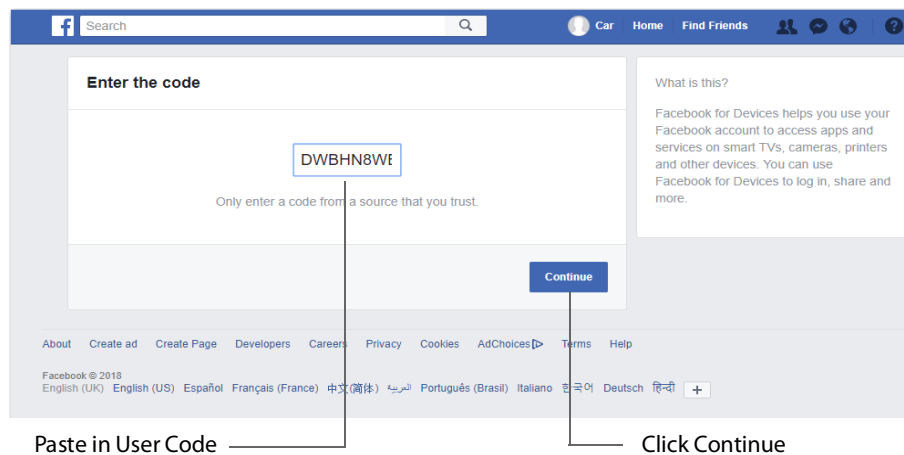 f Search Car Home Find Friends ?
Enter the code
DWBHN8WE
Only enter a code from a source that you trust.
Continue
What is this?
Facebook for Devices helps you use your
Facebook account to access apps and
services on smart TVs, cameras, printers
and other devices. You can use
Facebook for Devices to log in, share and
more.
About Create ad Create Page Developers Careers Privacy Cookies AdChoices Terms Help
Facebook © 2018
English (UK) English (US) Español Français (France) 中文(简体) العربية Português (Brasil) Italiano 한국어 Deutsch हिन्दी +
Paste in User Code Click Continue